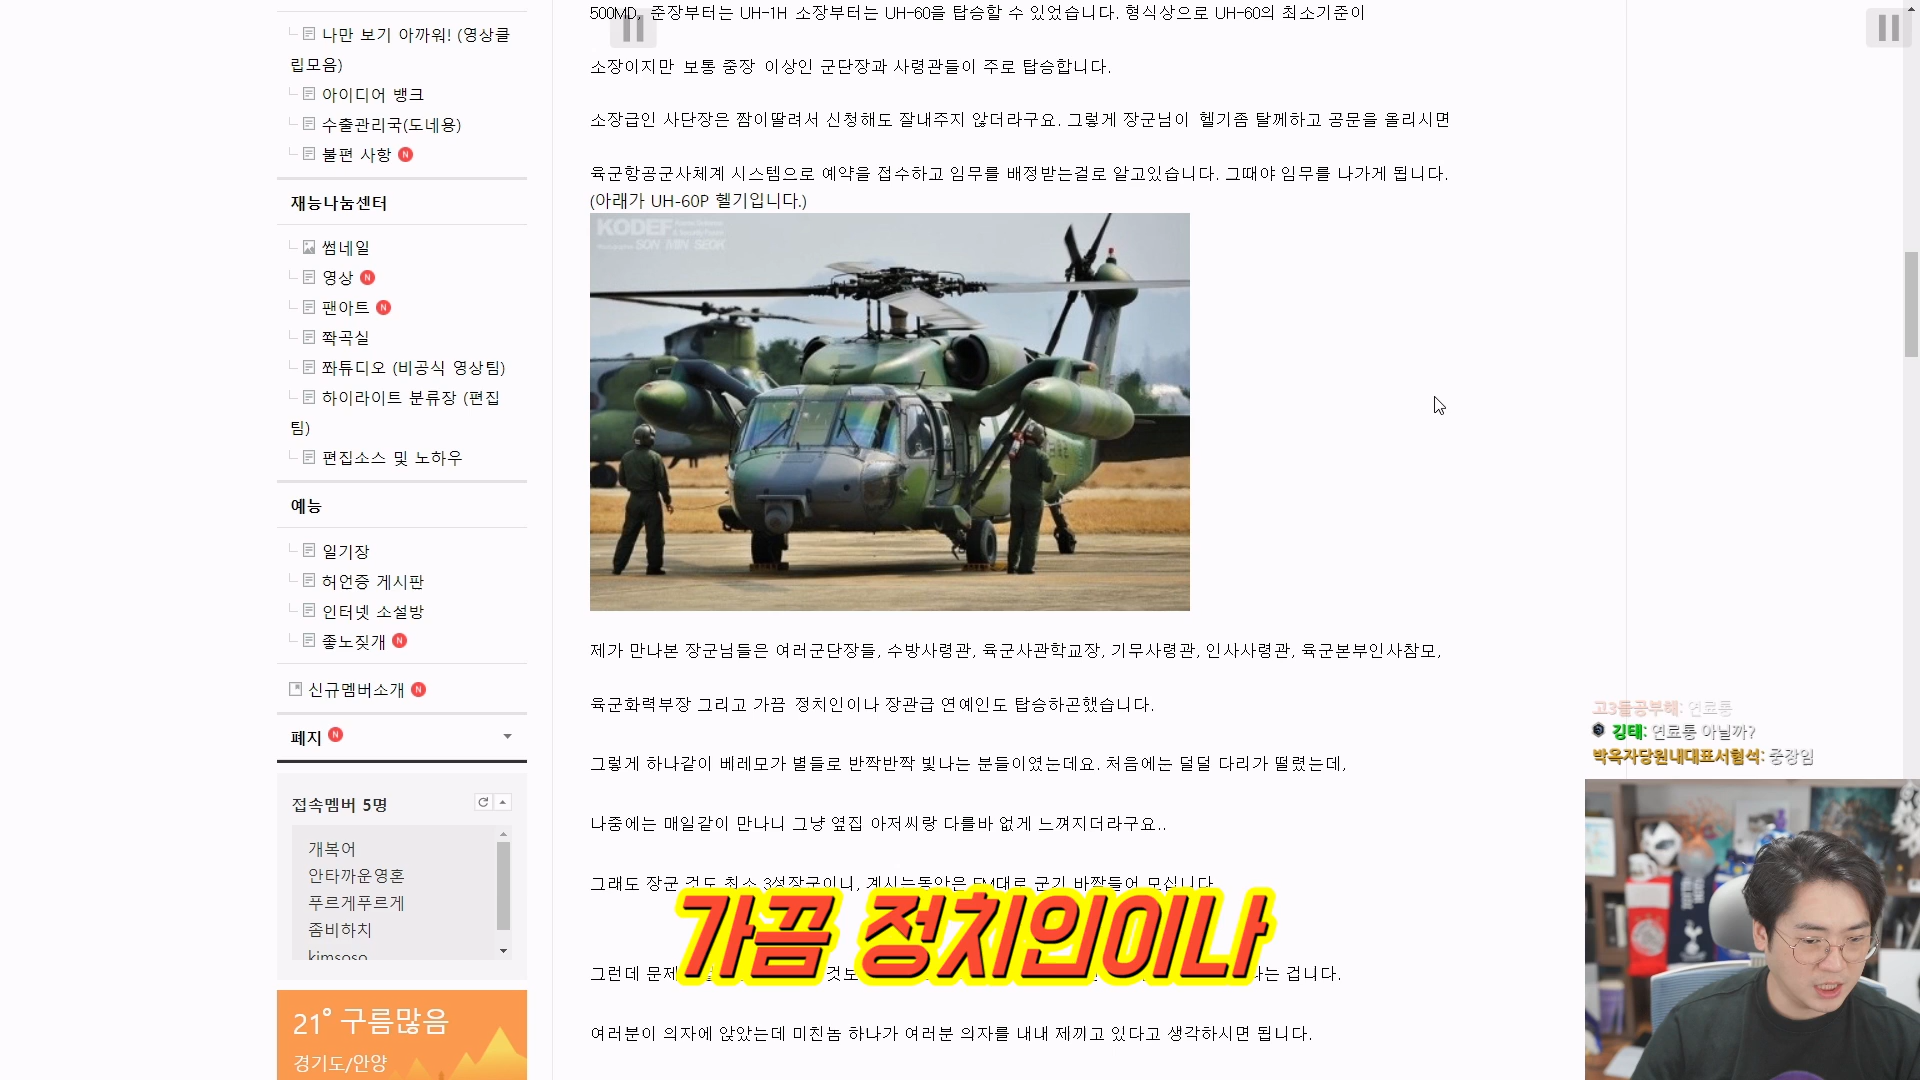 나만 보기 아까워! (영상클
립모음)
아이디어 뱅크
수출관리국(도네용)
불편 사항 N
재능나눔센터
썸네일
영상 N
팬아트 N
쫙곡실
쫘튜디오 (비공식 영상팀)
하이라이트 분류장 (편집
팀)
편집소스 및 노하우
예능
일기장
허언증 게시판
인터넷 소설방
좋노짖개 N
신규멤버소개 N
폐지 N
접속멤버 5명
개복어
안타까운영혼
푸르게푸르게
좀비하치
kimsoso
21° 구름많음
경기도/안양
500MD, 준장부터는 UH-1H 소장부터는 UH-60을 탑승할 수 있었습니다. 형식상으로 UH-60의 최소기준이
소장이지만 보통 중장 이상인 군단장과 사령관들이 주로 탑승합니다.
소장급인 사단장은 짬이딸려서 신청해도 잘내주지 않더라구요. 그렇게 장군님이 헬기좀 탈께하고 공문을 올리시면
육군항공군사체계 시스템으로 예약을 접수하고 임무를 배정받는걸로 알고있습니다. 그때야 임무를 나가게 됩니다.
(아래가 UH-60P 헬기입니다.)
KODEF
SON MIN SEOK
제가 만나본 장군님들은 여러군단장들, 수방사령관, 육군사관학교장, 기무사령관, 인사사령관, 육군본부인사참모,
육군화력부장 그리고 가끔 정치인이나 장관급 연예인도 탑승하곤했습니다.
그렇게 하나같이 베레모가 별들로 반짝반짝 빛나는 분들이였는데요. 처음에는 덜덜 다리가 떨렸는데,
나중에는 매일같이 만나니 그냥 옆집 아저씨랑 다를바 없게 느껴지더라구요..
그래도 장군 것도 최소 3성장군이니, 계시는동안은 FM대로 군기 바짝들어 모십니다.
가끔 정치인이나
그런데 문제 것보 는 겁니다.
여러분이 의자에 앉았는데 미친놈 하나가 여러분 의자를 내내 제끼고 있다고 생각하시면 됩니다.
고3들공부해: 연료통
깅태: 연료통 아닐까?
박옥자당원내대표서협석: 중장임